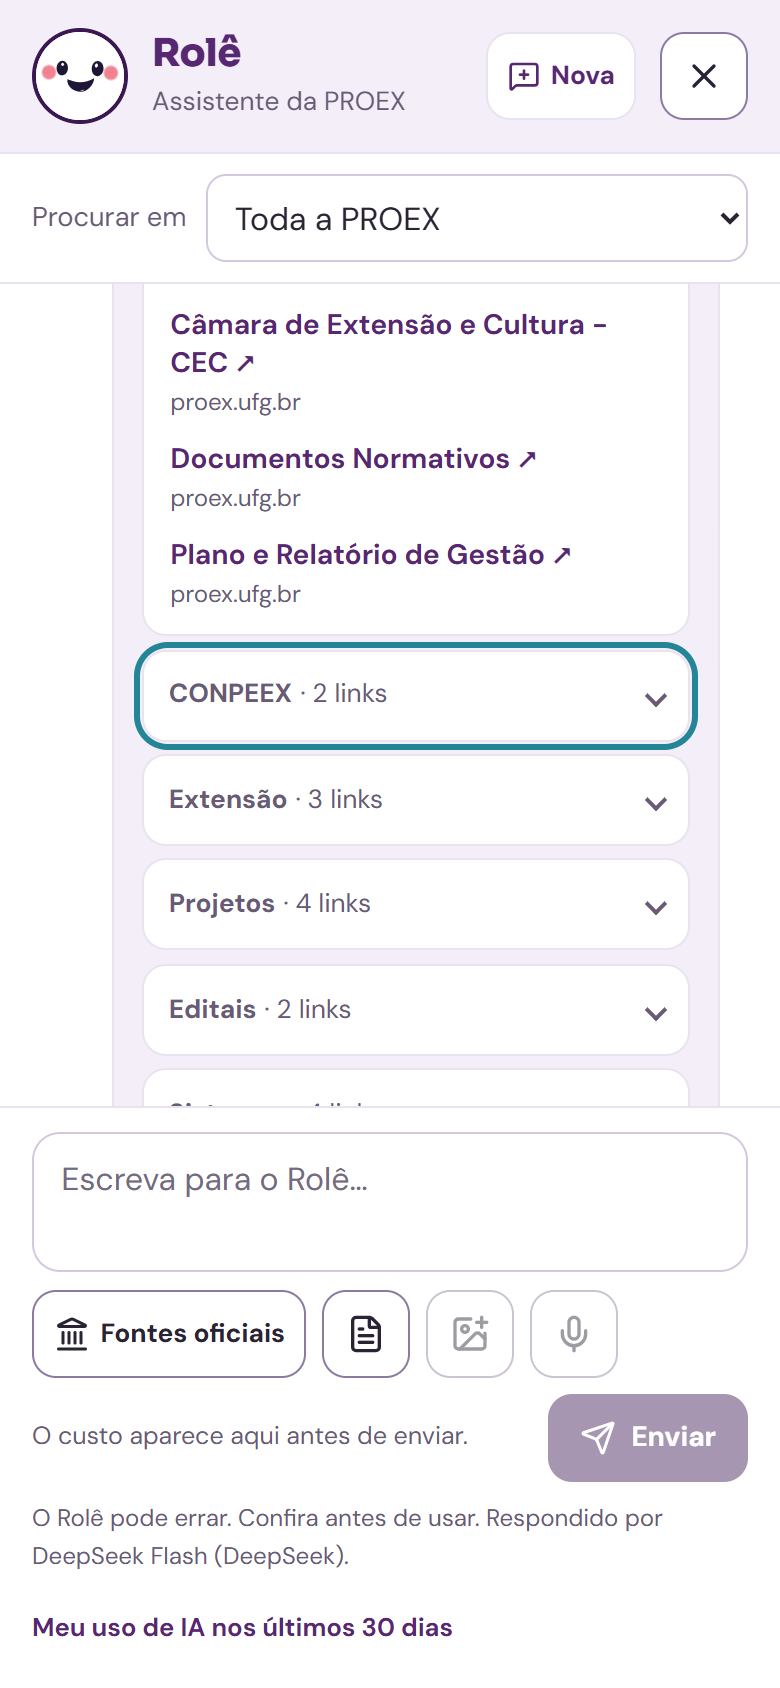 Rolê
Assistente da PROEX
Nova
Procurar em
Toda a PROEX
Câmara de Extensão e Cultura -
CEC ↗
proex.ufg.br
Documentos Normativos ↗
proex.ufg.br
Plano e Relatório de Gestão ↗
proex.ufg.br
CONPEEX · 2 links
Extensão · 3 links
Projetos · 4 links
Editais · 2 links
Escreva para o Rolê...
Fontes oficiais
O custo aparece aqui antes de enviar.
Enviar
O Rolê pode errar. Confira antes de usar. Respondido por
DeepSeek Flash (DeepSeek).
Meu uso de IA nos últimos 30 dias